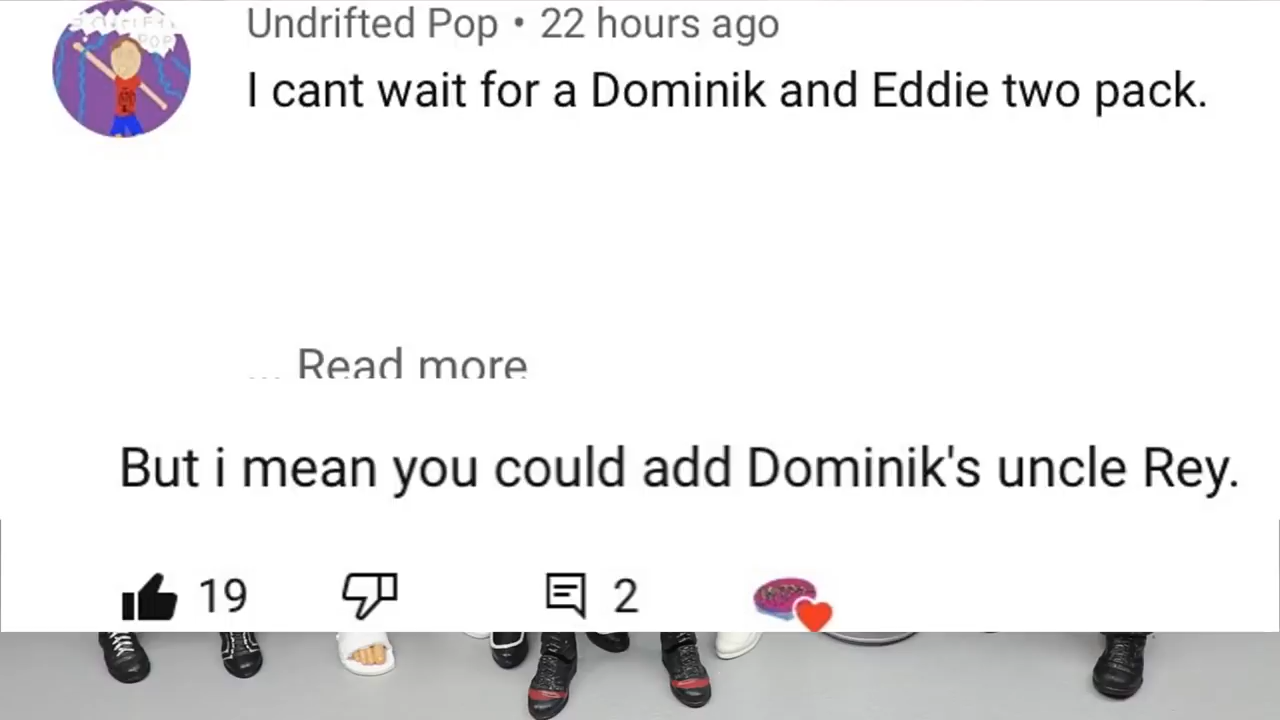 Undrifted Pop • 22 hours ago
I cant wait for a Dominik and Eddie two pack.
... Read more
But i mean you could add Dominik's uncle Rey.
19
2